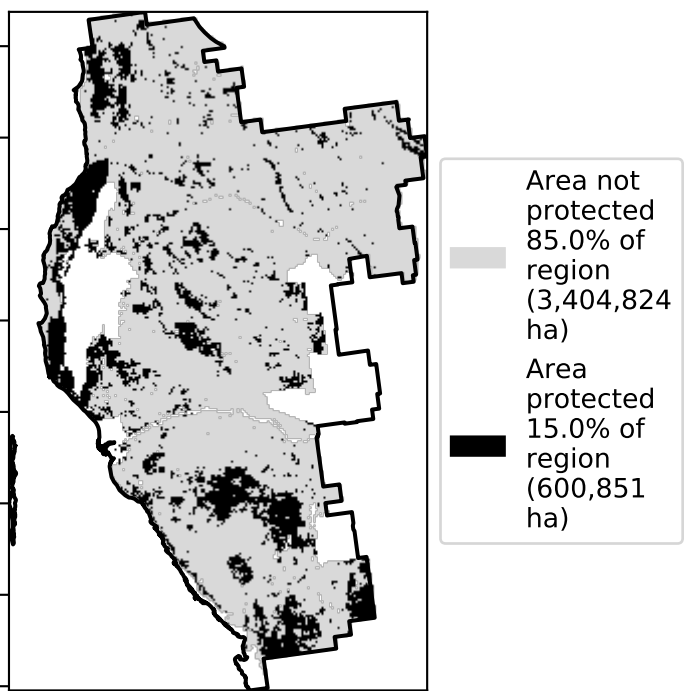 Area not
protected
85.0% of
region
(3,404,824
ha)
Area
protected
15.0% of
region
(600,851
ha)